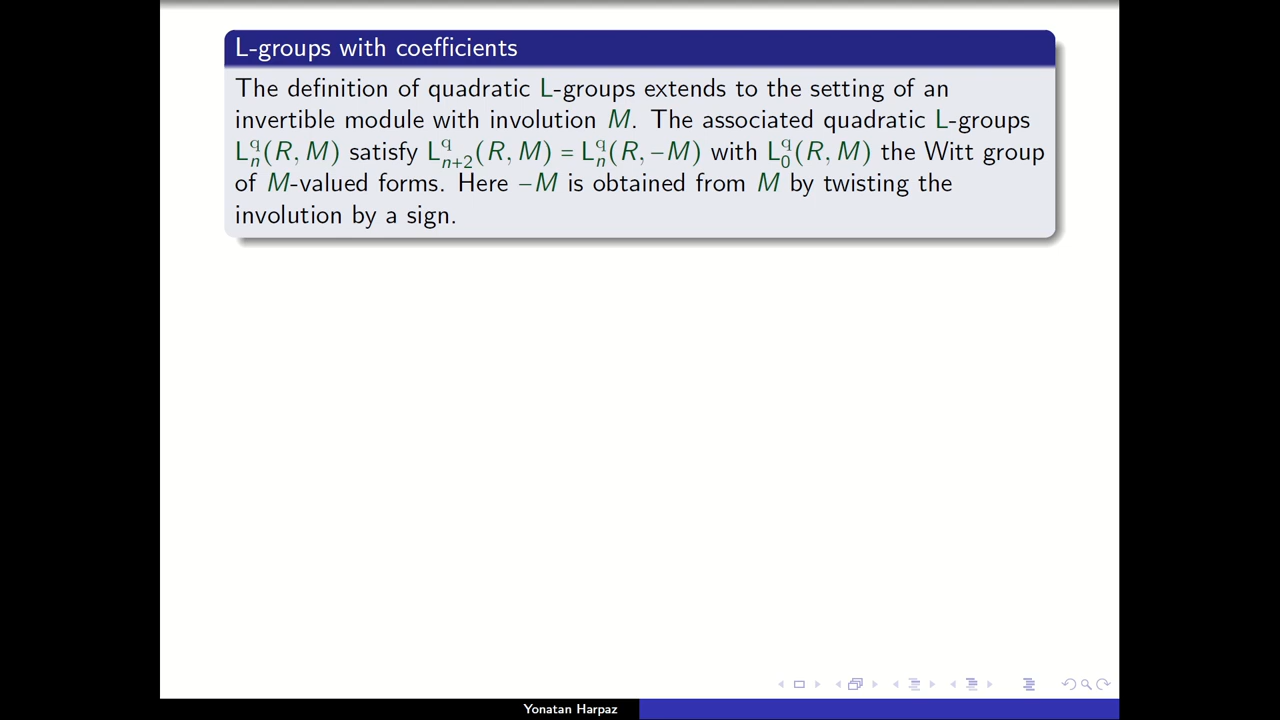 L-groups with coefficients
The definition of quadratic L-groups extends to the setting of an
invertible module with involution M. The associated quadratic L-groups
L^q_n(R, M) satisfy L^q_{n+2}(R, M) = L^q_n(R, −M) with L^q_0(R, M) the Witt group
of M-valued forms. Here −M is obtained from M by twisting the
involution by a sign.
Yonatan Harpaz